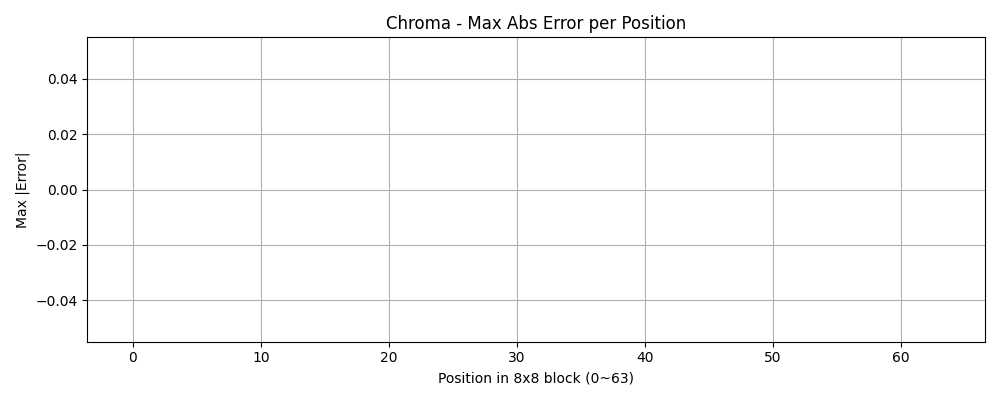 Chroma - Max Abs Error per Position
0.04
0.02
0.00
−0.02
−0.04
Max |Error|
0 10 20 30 40 50 60
Position in 8x8 block (0~63)